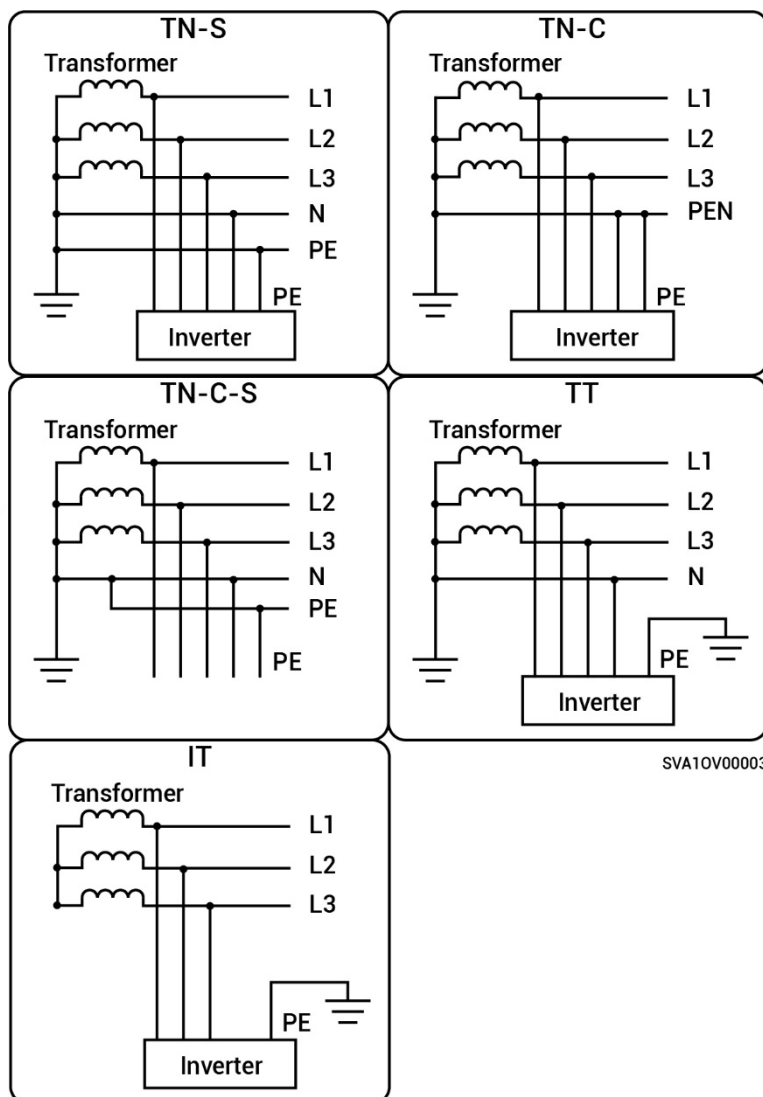 TN-S
Transformer
L1
L2
L3
N
PE
PE
Inverter
TN-C
Transformer
L1
L2
L3
PEN
PE
Inverter
TN-C-S
Transformer
L1
L2
L3
N
PE
PE
TT
Transformer
L1
L2
L3
N
PE
Inverter
SVA1OV00003
IT
Transformer
L1
L2
L3
PE
Inverter